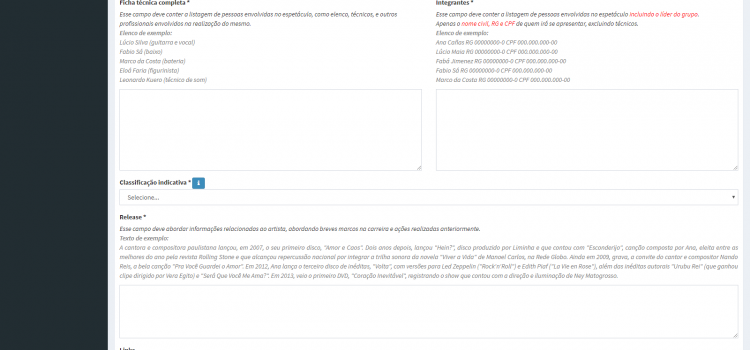 Ficha técnica completa *
Esse campo deve conter a listagem de pessoas envolvidas no espetáculo, como elenco, técnicos, e outros
profissionais envolvidos na realização do mesmo.
Elenco de exemplo:
Lúcio Silva (guitarra e vocal)
Fabio Sá (baixo)
Marco da Costa (bateria)
Eloá Faria (figurinista)
Leonardo Kuero (técnico de som)
Integrantes *
Esse campo deve conter a listagem de pessoas envolvidas no espetáculo incluindo o líder do grupo.
Apenas o nome civil, RG e CPF de quem irá se apresentar, excluindo técnicos.
Elenco de exemplo:
Ana Cañas RG 00000000-0 CPF 000.000.000-00
Lúcio Maia RG 00000000-0 CPF 000.000.000-00
Fabá Jimenez RG 00000000-0 CPF 000.000.000-00
Fabio Sá RG 00000000-0 CPF 000.000.000-00
Marco da Costa RG 00000000-0 CPF 000.000.000-00
Classificação indicativa *
Selecione...
Release *
Esse campo deve abordar informações relacionadas ao artista, abordando breves marcos na carreira e ações realizadas anteriormente.
Texto de exemplo:
A cantora e compositora paulistana lançou, em 2007, o seu primeiro disco, "Amor e Caos". Dois anos depois, lançou "Hein?", disco produzido por Liminha e que contou com "Esconderijo", canção composta por Ana, eleita entre as
melhores do ano pela revista Rolling Stone e que alcançou repercussão nacional por integrar a trilha sonora da novela "Viver a Vida" de Manoel Carlos, na Rede Globo. Ainda em 2009, grava, a convite do cantor e compositor Nando
Reis, a bela canção "Pra Você Guardei o Amor". Em 2012, Ana lança o terceiro disco de inéditas, "Volta", com versões para Led Zeppelin ("Rock'n'Roll") e Edith Piaf ("La Vie en Rose"), além das inéditas autorais "Urubu Rei" (que ganhou
clipe dirigido por Vera Egito) e "Será Que Você Me Ama?". Em 2013, veio o primeiro DVD, "Coração Inevitável", registrando o show que contou com a direção e iluminação de Ney Matogrosso.